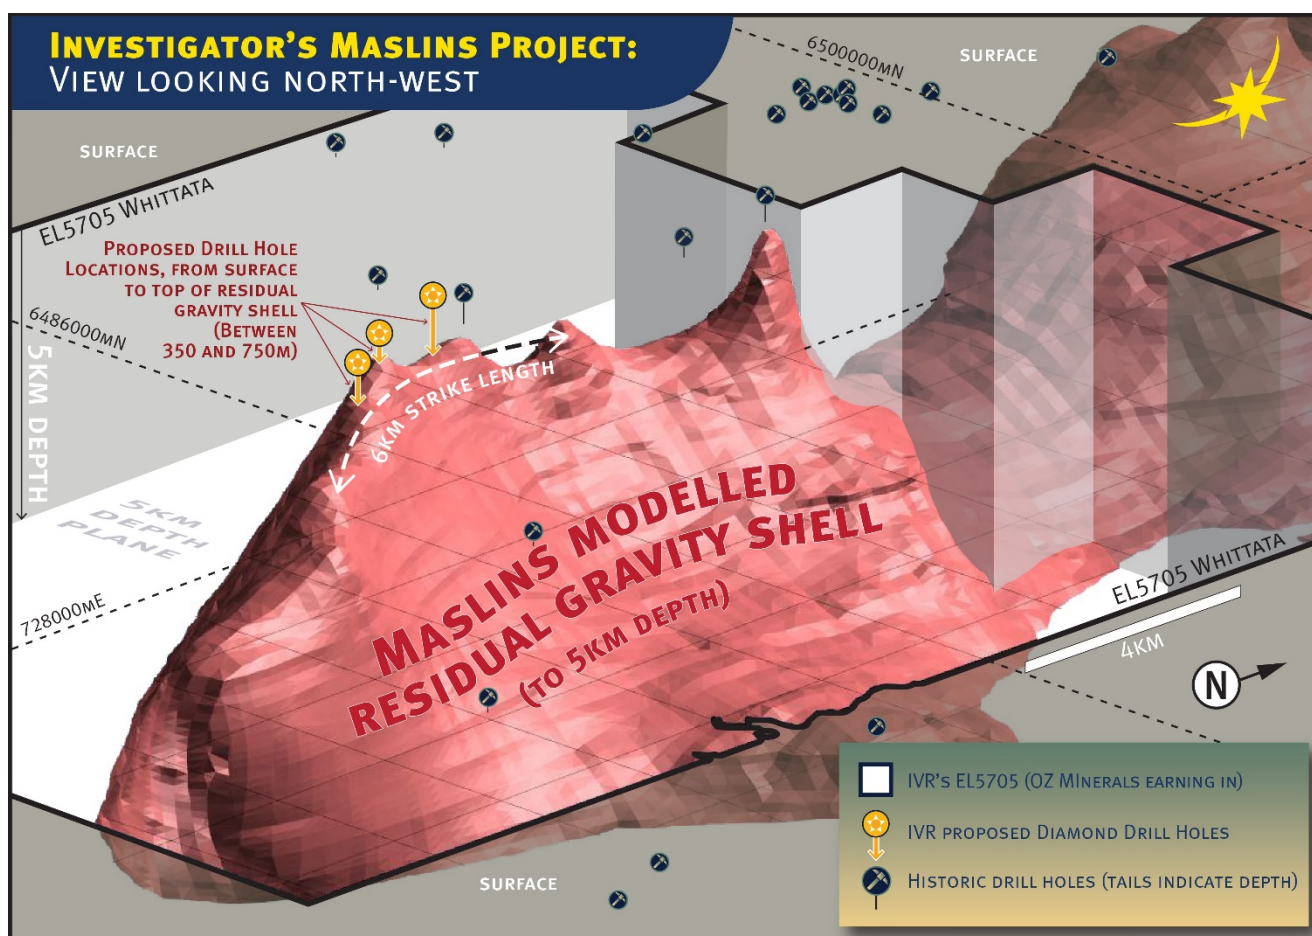 INVESTIGATOR'S MASLINS PROJECT:
VIEW LOOKING NORTH-WEST
650000mN
SURFACE
SURFACE
EL5705 WHITTATA
PROPOSED DRILL HOLE
LOCATIONS, FROM SURFACE
TO TOP OF RESIDUAL
GRAVITY SHELL
(BETWEEN
350 AND 750M)
6486000mN
5KM DEPTH
6KM STRIKE LENGTH
5KM
DEPTH
PLANE
728000mE
MASLINS MODELLED
RESIDUAL GRAVITY SHELL
(TO 5KM DEPTH)
EL5705 WHITTATA
4KM
N
SURFACE
IVR'S EL5705 (OZ MINERALS EARNING IN)
IVR PROPOSED DIAMOND DRILL HOLES
HISTORIC DRILL HOLES (TAILS INDICATE DEPTH)